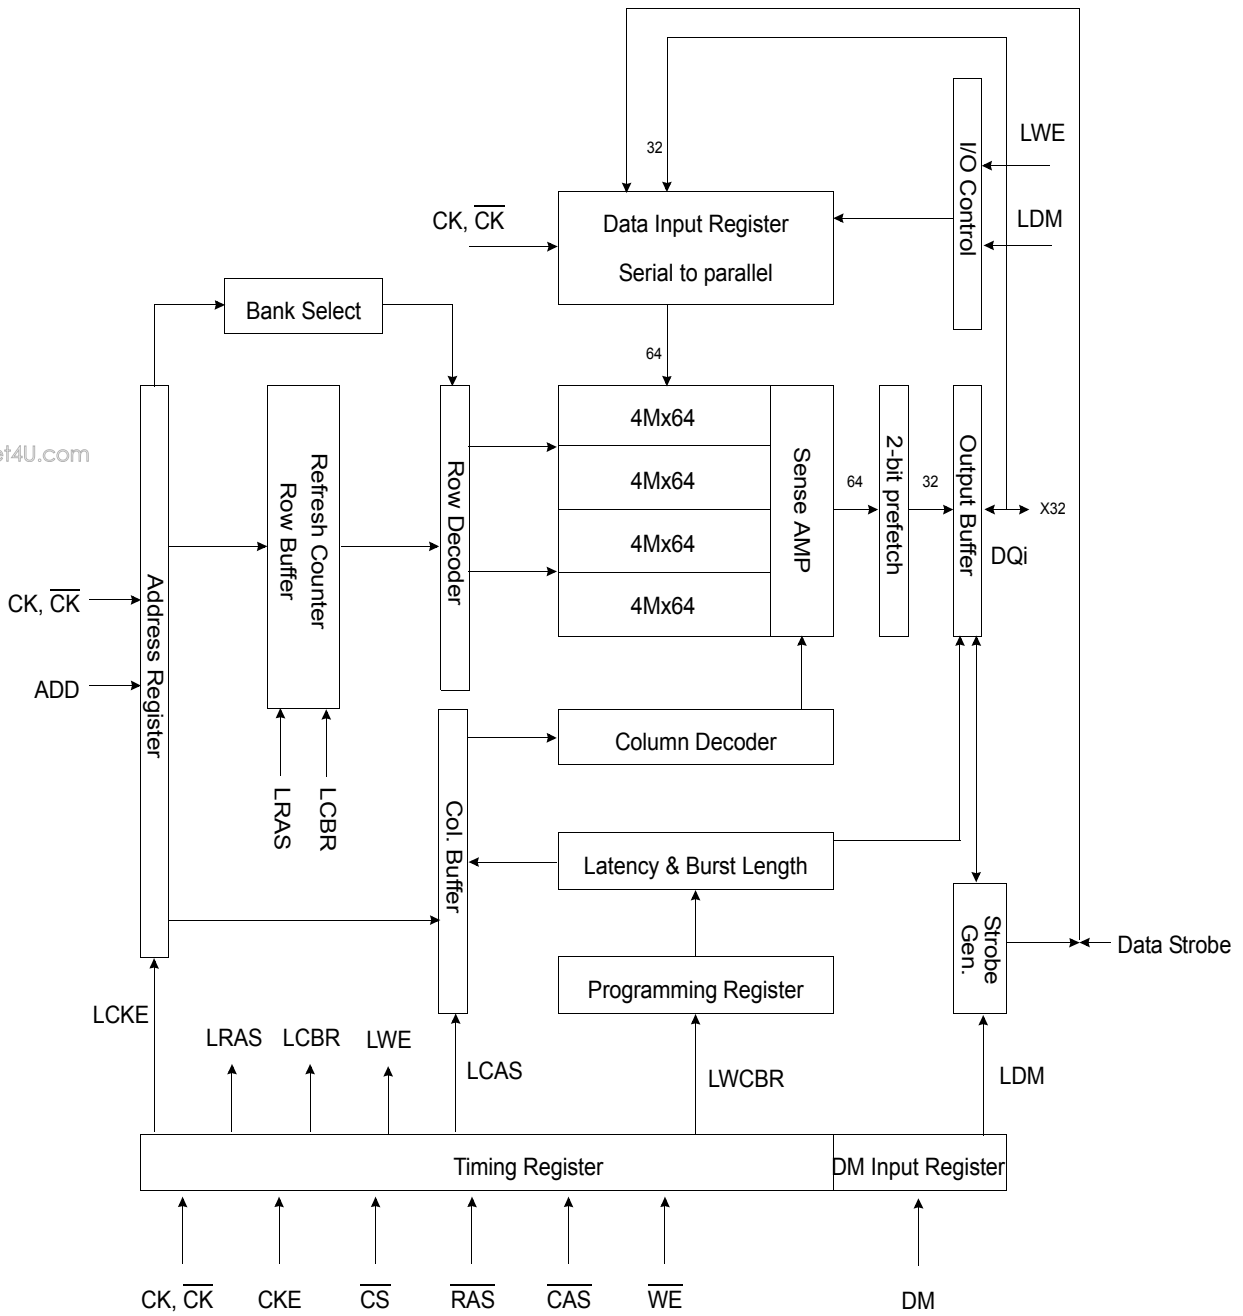 32
LWE
I/O Control
CK, CK
Data Input Register
Serial to parallel
LDM
Bank Select
64
et4U.com
Address Register
Refresh Counter
Row Buffer
Row Decoder
4Mx64
4Mx64
4Mx64
4Mx64
Sense AMP
64
2-bit prefetch
32
Output Buffer
X32
DQi
CK, CK
ADD
LRAS
LCBR
Col. Buffer
Column Decoder
Latency & Burst Length
Strobe
Gen.
Data Strobe
Programming Register
LCKE
LRAS
LCBR
LWE
LCAS
LWCBR
LDM
Timing Register
DM Input Register
CK, CK
CKE
CS
RAS
CAS
WE
DM